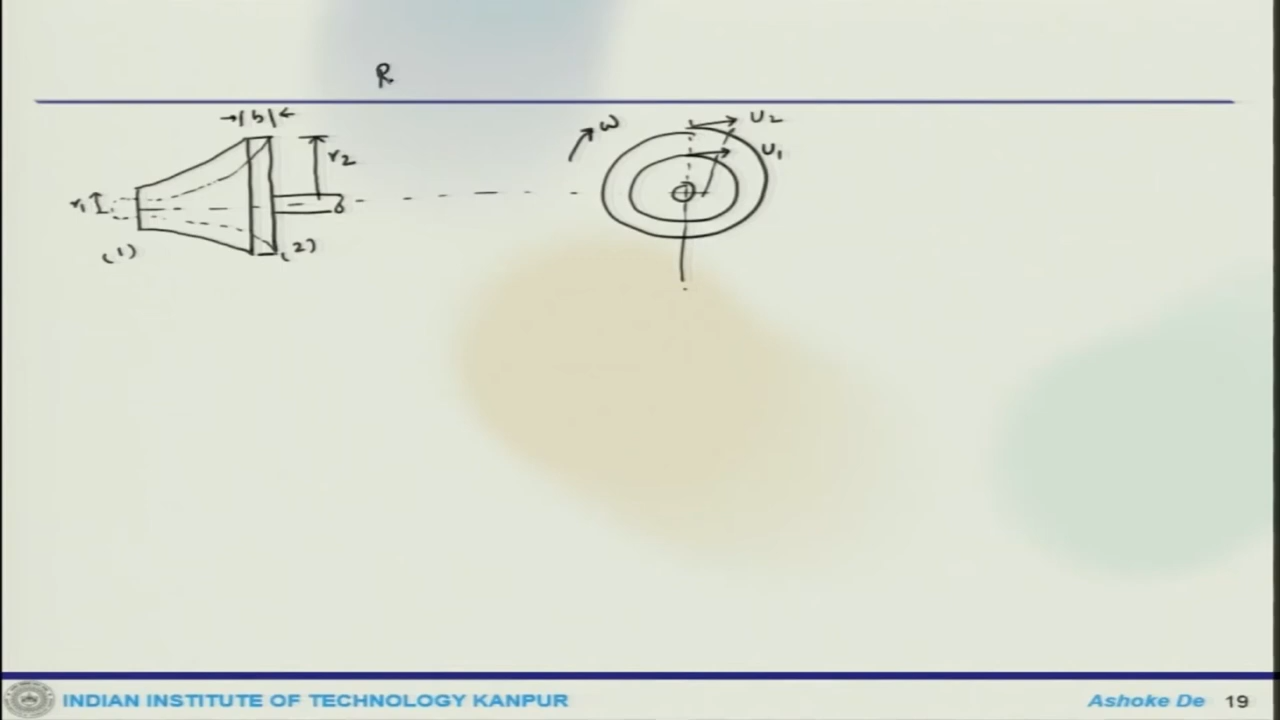 R
b
r2
r1
(1)
(2)
ω
U2
U1
INDIAN INSTITUTE OF TECHNOLOGY KANPUR
Ashoke De 19